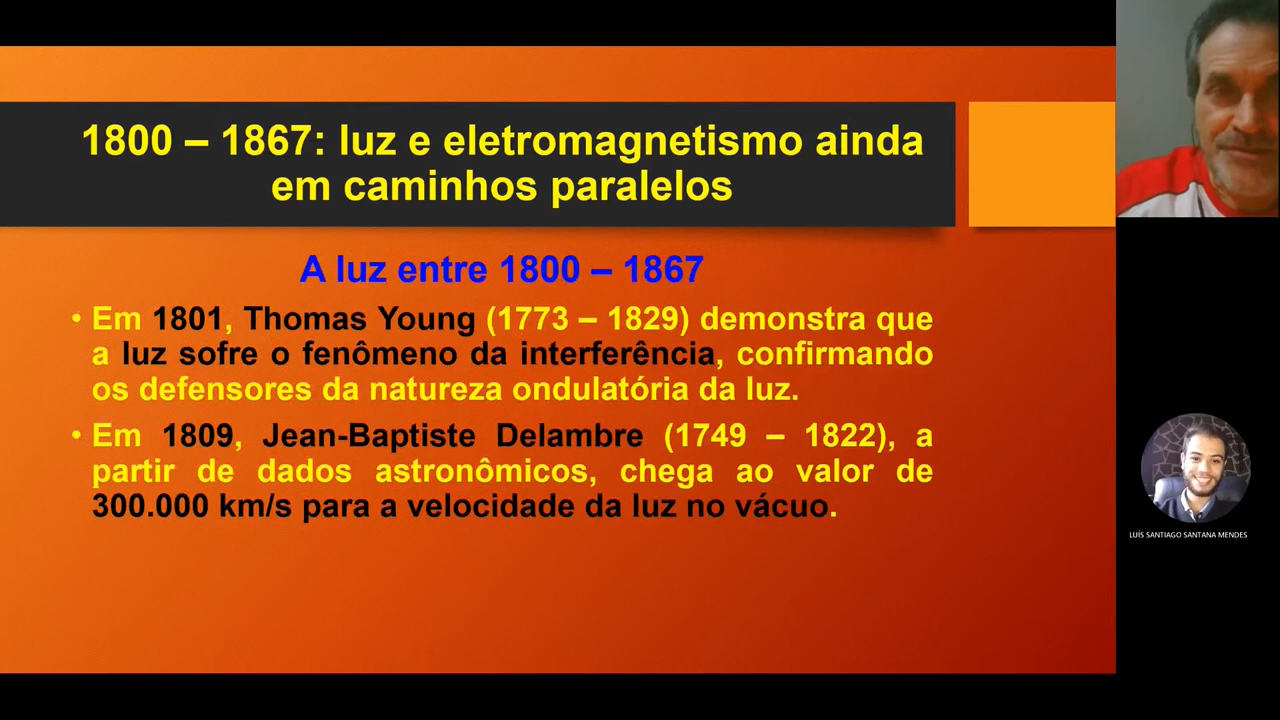 1800 – 1867: luz e eletromagnetismo ainda
em caminhos paralelos
A luz entre 1800 – 1867
• Em 1801, Thomas Young (1773 – 1829) demonstra que
a luz sofre o fenômeno da interferência, confirmando
os defensores da natureza ondulatória da luz.
• Em 1809, Jean-Baptiste Delambre (1749 – 1822), a
partir de dados astronômicos, chega ao valor de
300.000 km/s para a velocidade da luz no vácuo.
LUÍS SANTIAGO SANTANA MENDES